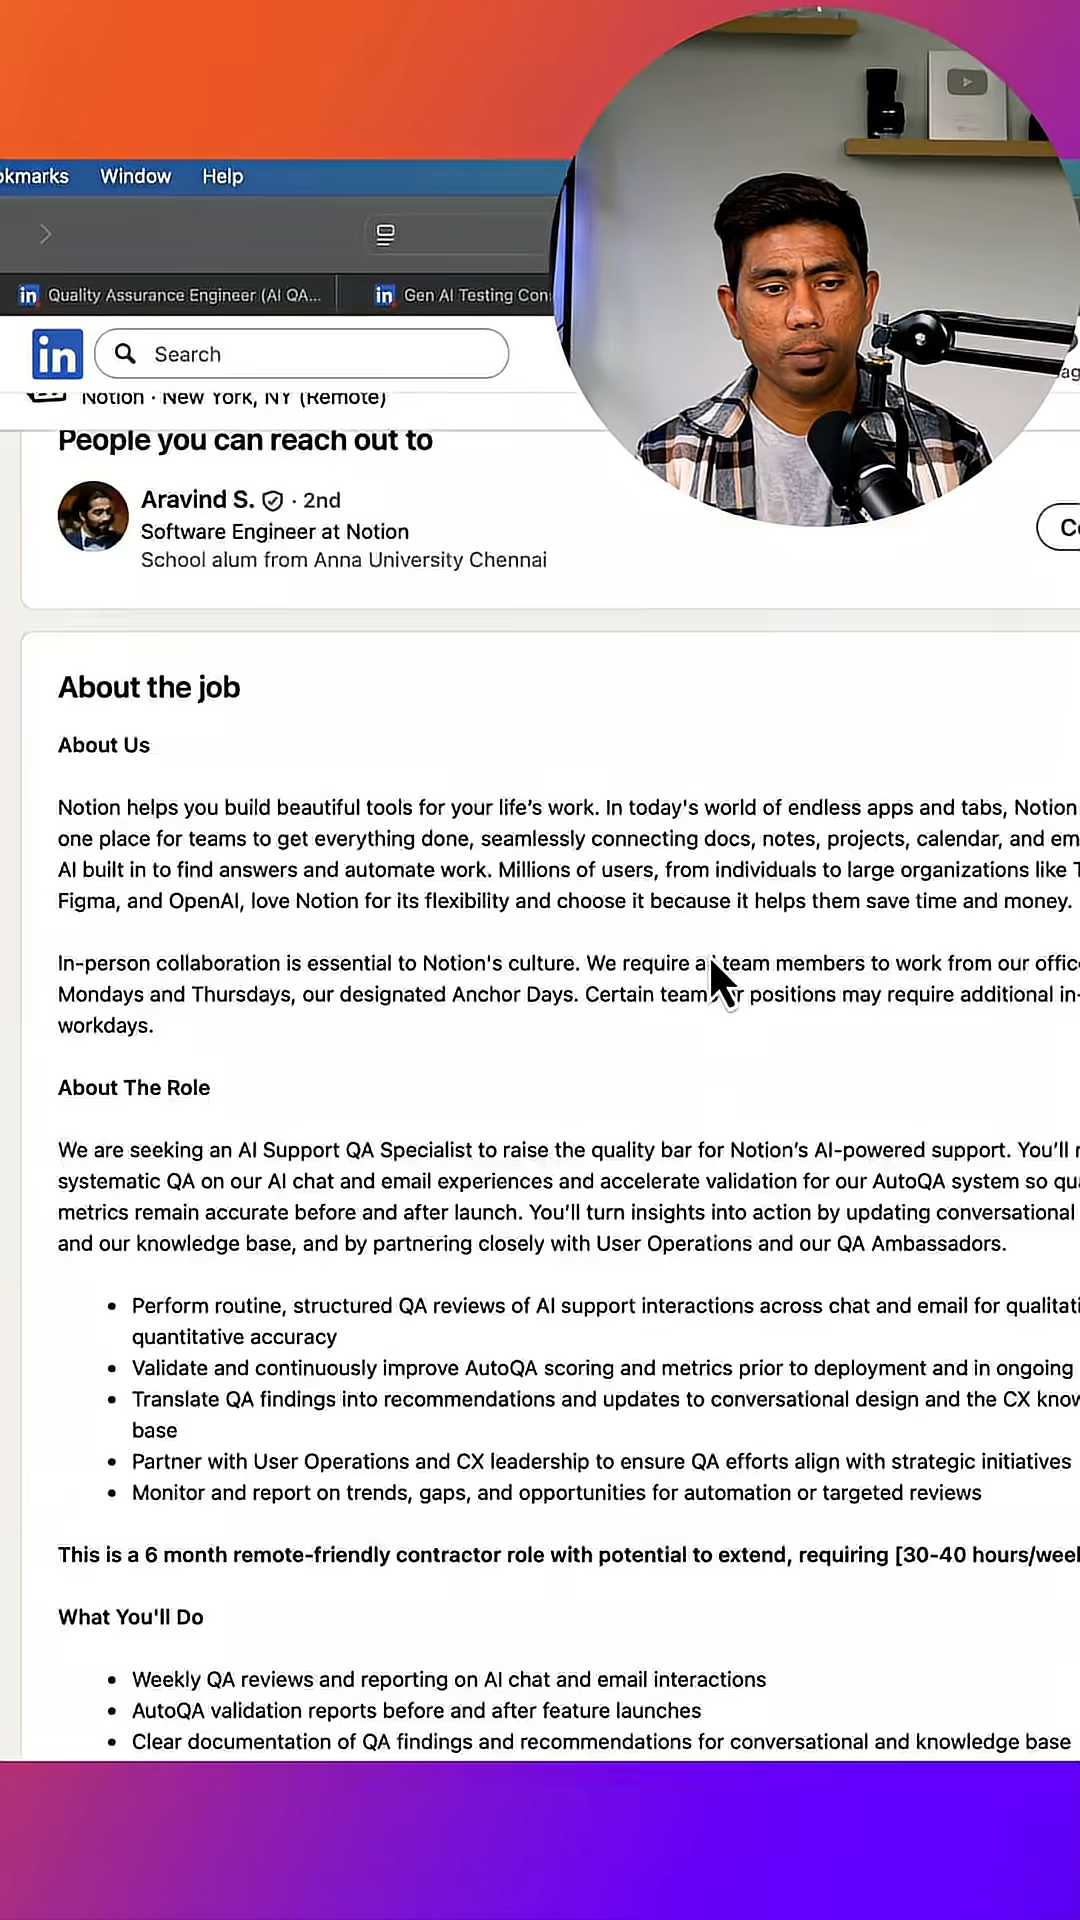 okmarks Window Help
Quality Assurance Engineer (AI QA...
Gen AI Testing Con
in Search
Notion · New York, NY (Remote)
People you can reach out to
Aravind S. · 2nd
Software Engineer at Notion
School alum from Anna University Chennai
About the job
About Us
Notion helps you build beautiful tools for your life's work. In today's world of endless apps and tabs, Notion
one place for teams to get everything done, seamlessly connecting docs, notes, projects, calendar, and em
AI built in to find answers and automate work. Millions of users, from individuals to large organizations like T
Figma, and OpenAI, love Notion for its flexibility and choose it because it helps them save time and money.
In-person collaboration is essential to Notion's culture. We require a team members to work from our offic
Mondays and Thursdays, our designated Anchor Days. Certain team r positions may require additional in-
workdays.
About The Role
We are seeking an AI Support QA Specialist to raise the quality bar for Notion's AI-powered support. You'll r
systematic QA on our AI chat and email experiences and accelerate validation for our AutoQA system so qu
metrics remain accurate before and after launch. You'll turn insights into action by updating conversational
and our knowledge base, and by partnering closely with User Operations and our QA Ambassadors.
• Perform routine, structured QA reviews of AI support interactions across chat and email for qualitati
quantitative accuracy
• Validate and continuously improve AutoQA scoring and metrics prior to deployment and in ongoing
• Translate QA findings into recommendations and updates to conversational design and the CX know
base
• Partner with User Operations and CX leadership to ensure QA efforts align with strategic initiatives
• Monitor and report on trends, gaps, and opportunities for automation or targeted reviews
This is a 6 month remote-friendly contractor role with potential to extend, requiring [30-40 hours/week
What You'll Do
• Weekly QA reviews and reporting on AI chat and email interactions
• AutoQA validation reports before and after feature launches
• Clear documentation of QA findings and recommendations for conversational and knowledge base